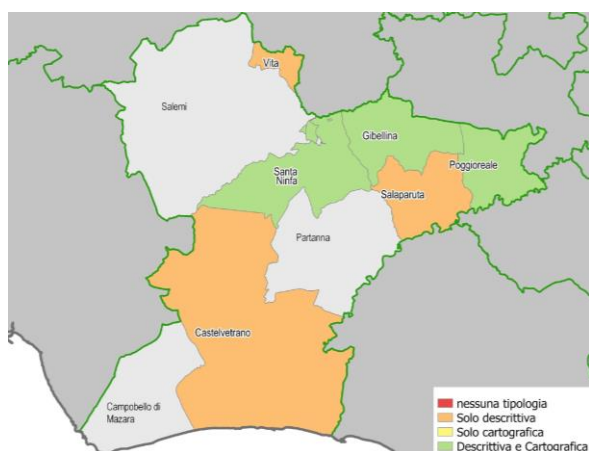 Vita
Salemi
Gibellina
Poggioreale
Santa
Ninfa
Salaparuta
Partanna
Castelvetrano
Campobello di
Mazara
nessuna tipologia
Solo descrittiva
Solo cartografica
Descrittiva e Cartografica